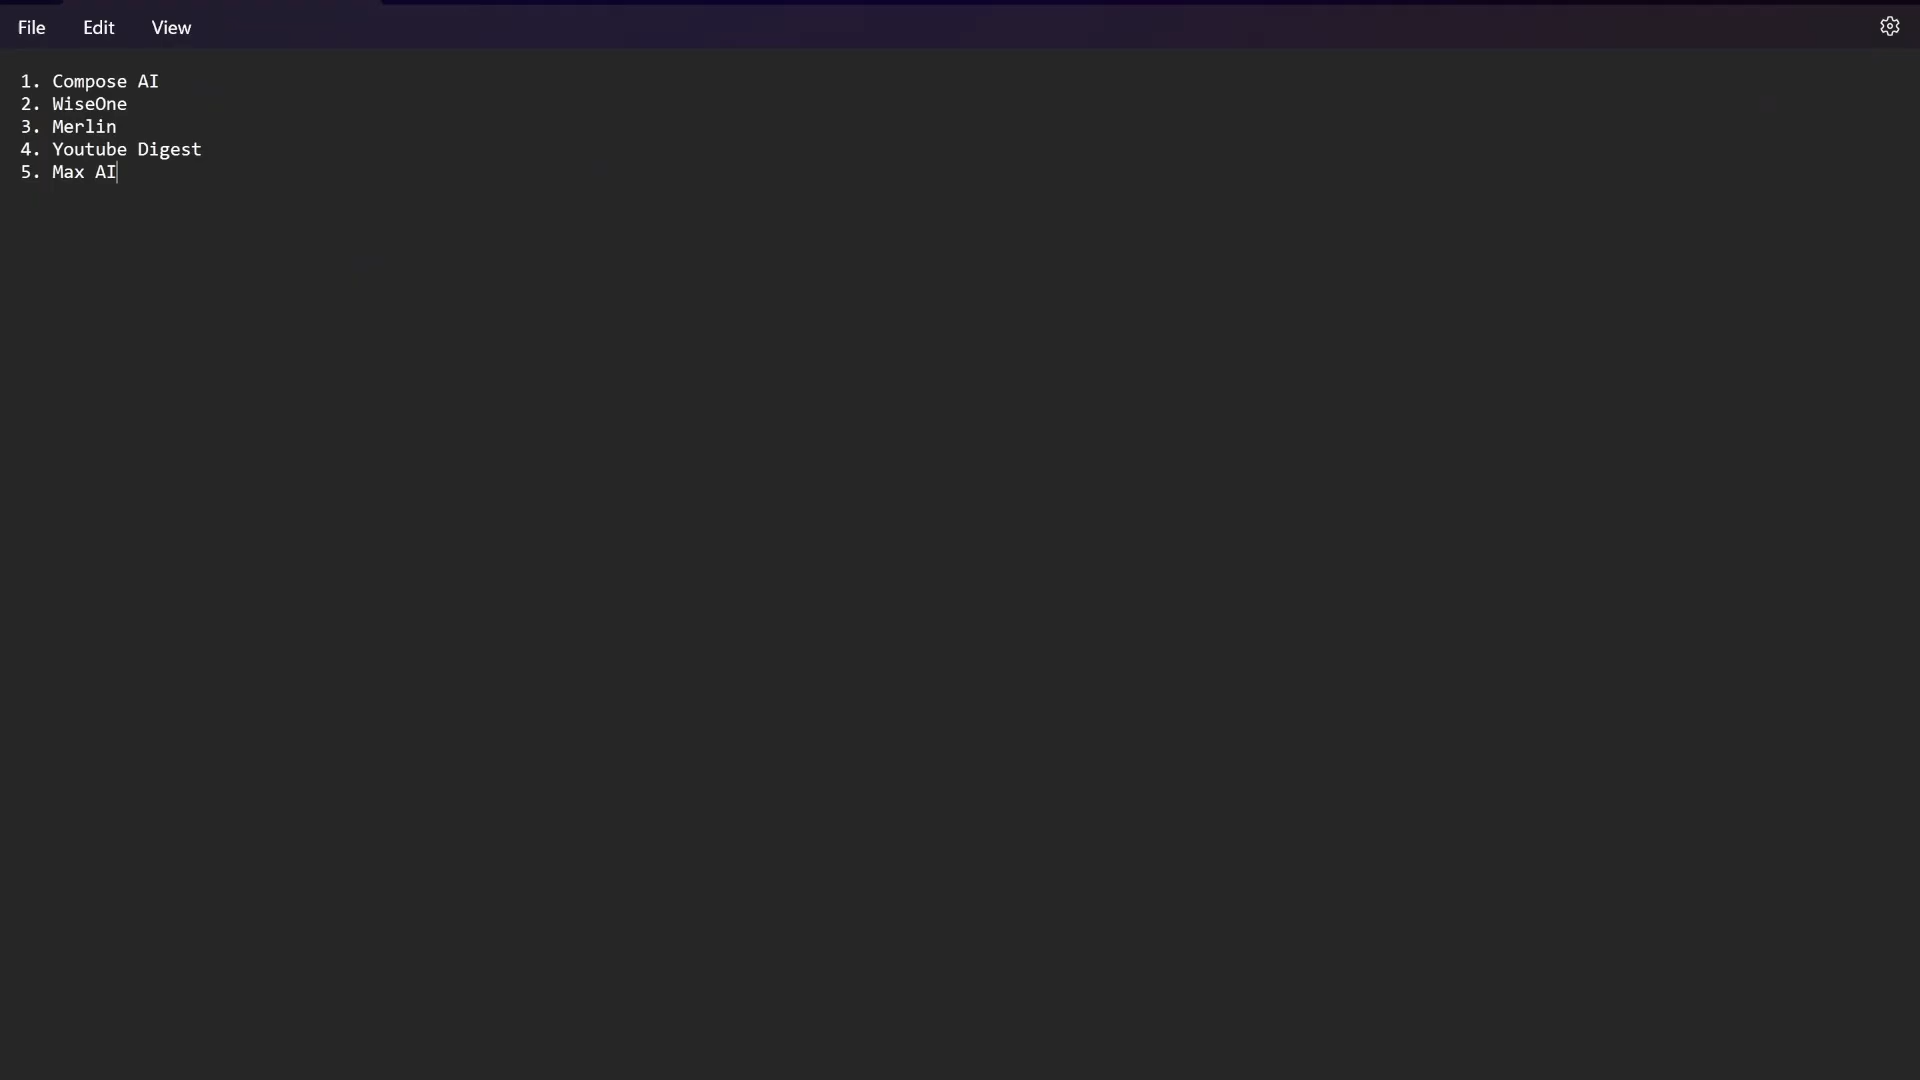 File Edit View
1. Compose AI
2. WiseOne
3. Merlin
4. Youtube Digest
5. Max AI